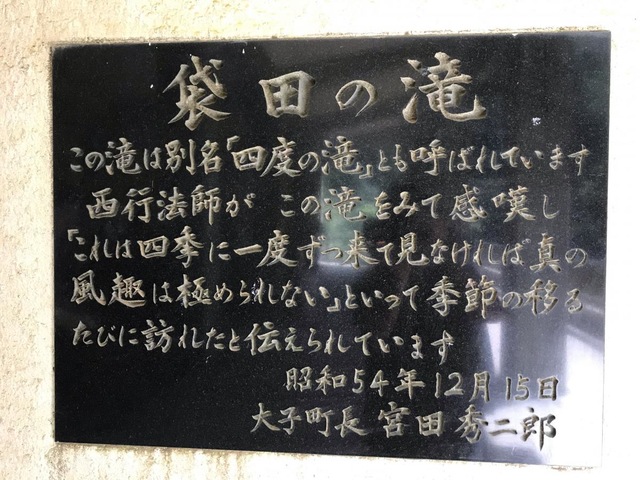 袋田の滝
この滝は別名「四度の滝」とも呼ばれています
西行法師が この滝をみて感嘆し
「これは四季に一度ずつ来て見なければ真の
風趣は極められない」といって季節の移る
たびに訪れたと伝えられています
昭和54年12月15日
大子町長 宮田秀二郎